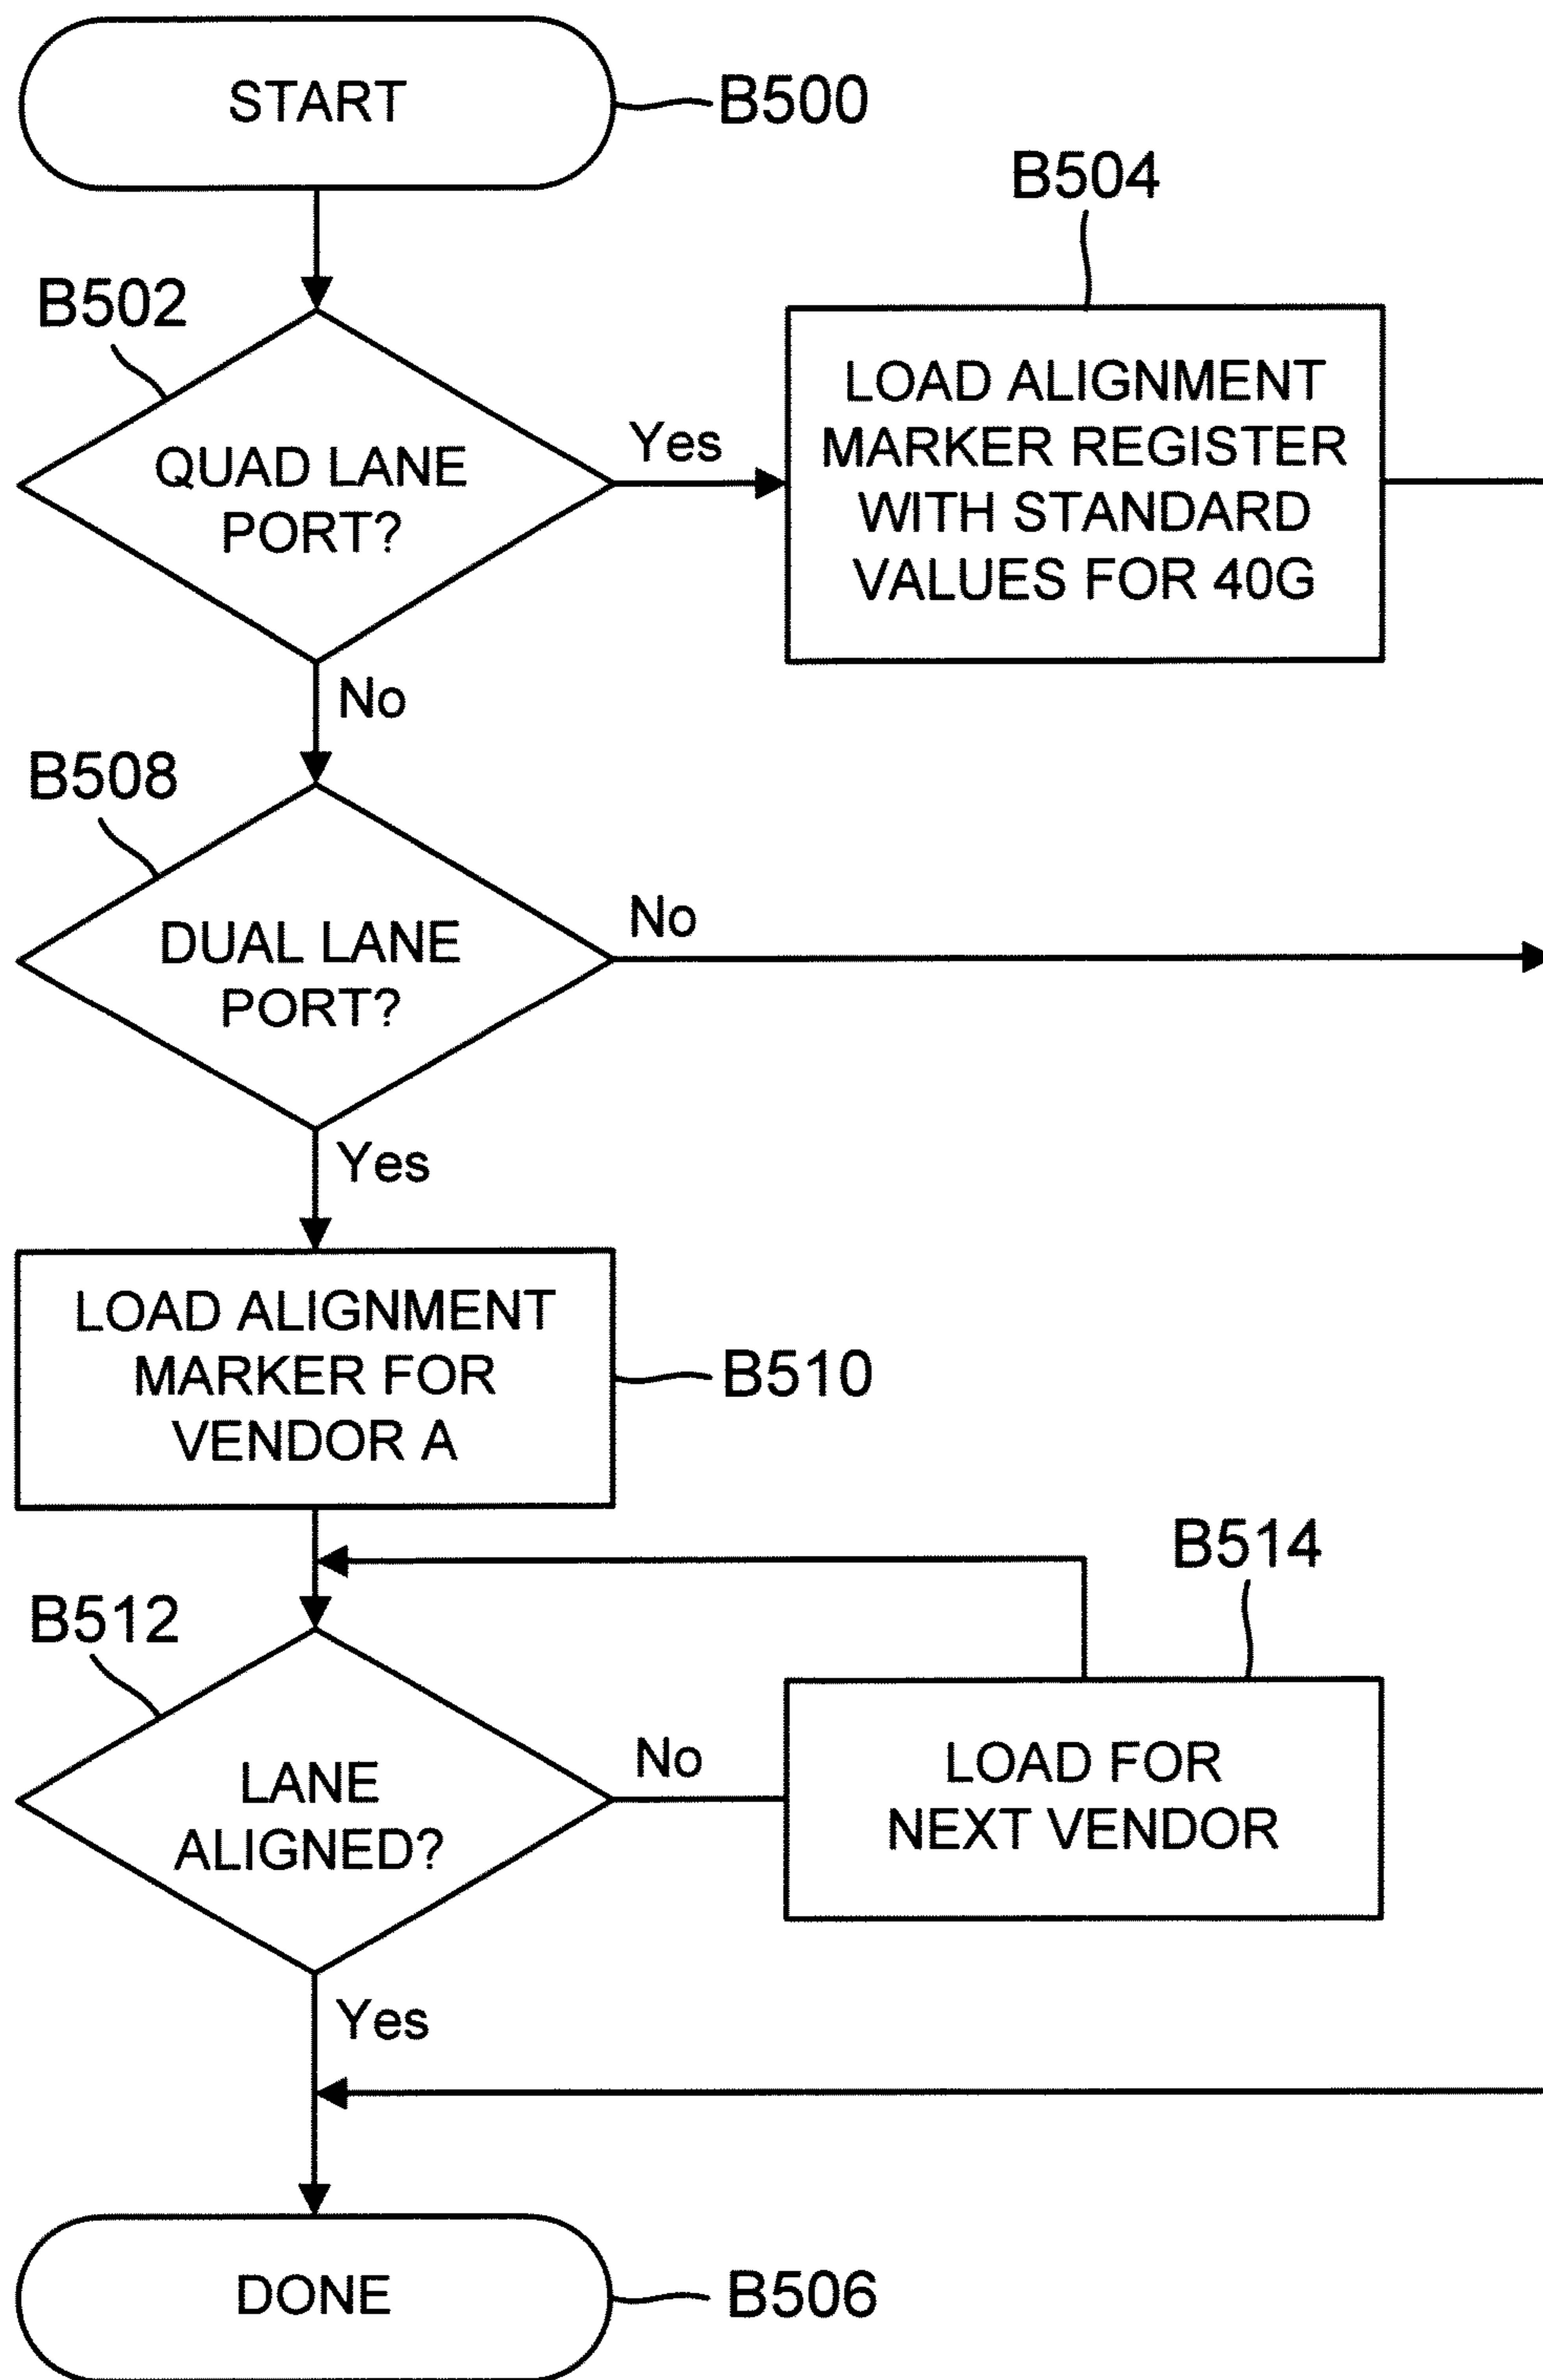 START
B500
B504
B502
QUAD LANE
PORT?
Yes
LOAD ALIGNMENT
MARKER REGISTER
WITH STANDARD
VALUES FOR 40G
No
B508
DUAL LANE
PORT?
No
Yes
LOAD ALIGNMENT
MARKER FOR
VENDOR A
B510
B514
B512
LANE
ALIGNED?
No
LOAD FOR
NEXT VENDOR
Yes
DONE
B506